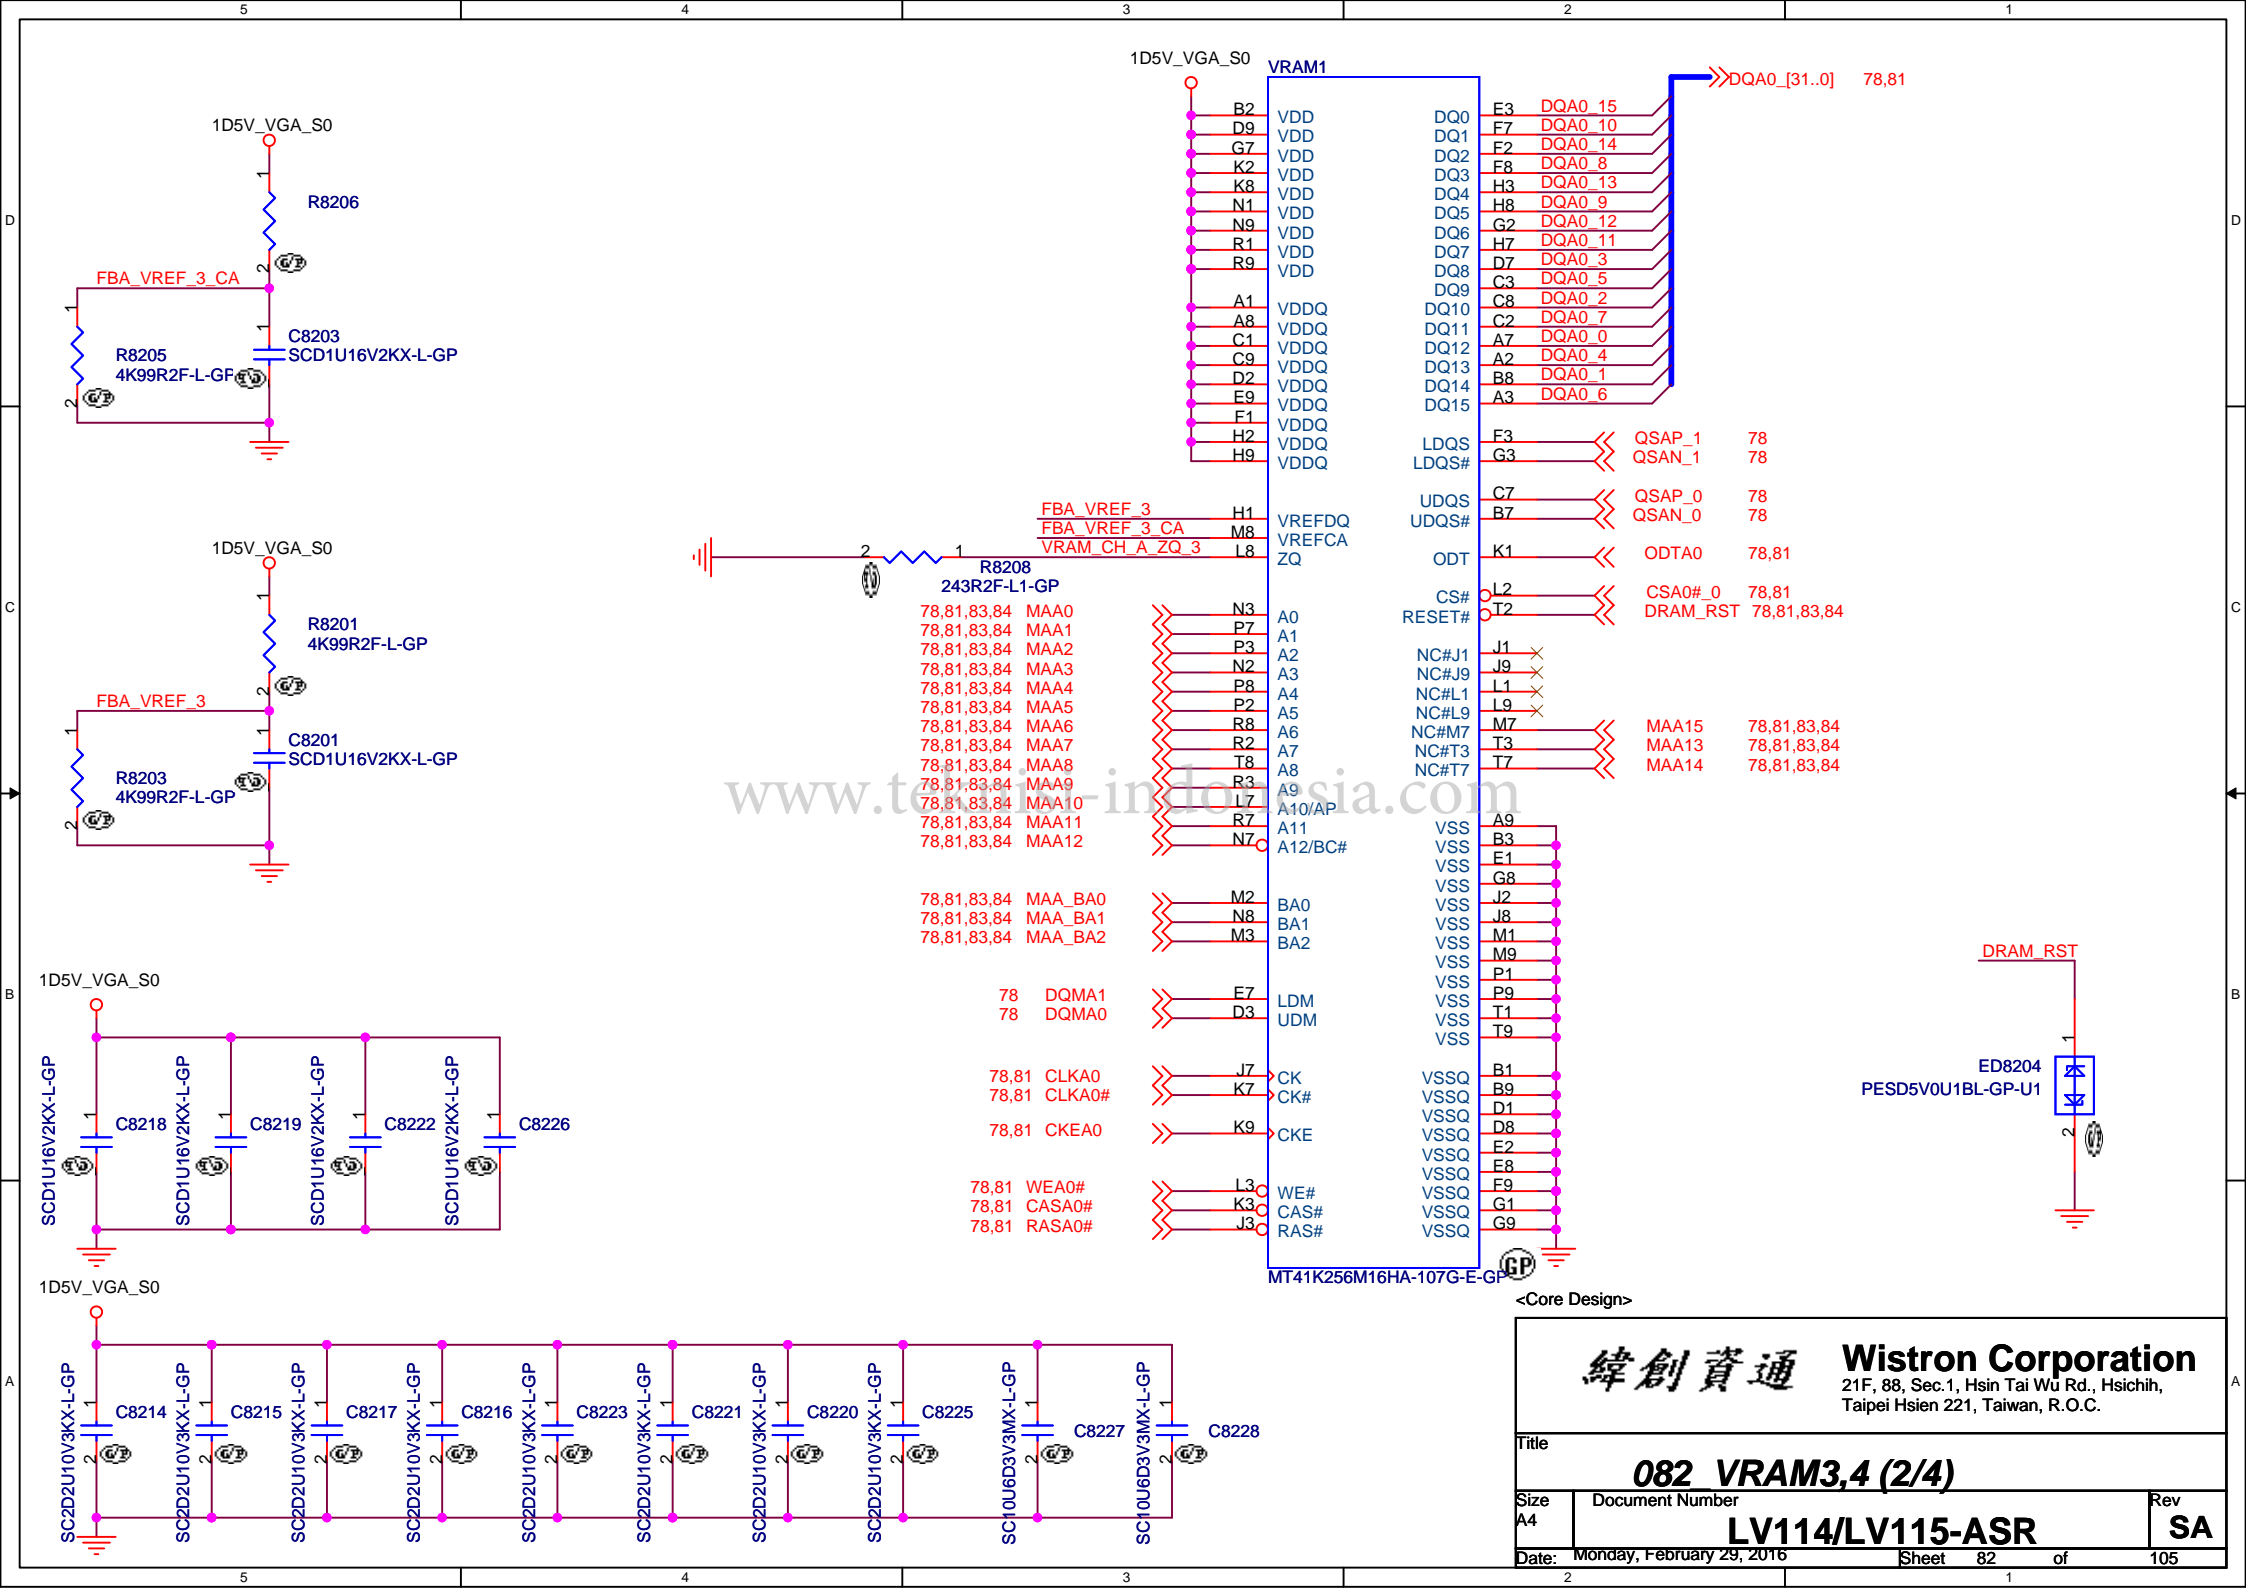 5 4 3 2 1
D D
C C
B B
A A
1D5V_VGA_S0
R8206
FBA_VREF_3_CA
C8203
SCD1U16V2KX-L-GP
R8205
4K99R2F-L-GP
1D5V_VGA_S0
R8201
4K99R2F-L-GP
FBA_VREF_3
C8201
SCD1U16V2KX-L-GP
R8203
4K99R2F-L-GP
1D5V_VGA_S0
SCD1U16V2KX-L-GP C8218
SCD1U16V2KX-L-GP C8219
SCD1U16V2KX-L-GP C8222
SCD1U16V2KX-L-GP C8226
1D5V_VGA_S0
SC2D2U10V3KX-L-GP C8214
SC2D2U10V3KX-L-GP C8215
SC2D2U10V3KX-L-GP C8217
SC2D2U10V3KX-L-GP C8216
SC2D2U10V3KX-L-GP C8223
SC2D2U10V3KX-L-GP C8221
SC2D2U10V3KX-L-GP C8220
SC2D2U10V3KX-L-GP C8225
SC10U6D3V3MX-L-GP C8227
SC10U6D3V3MX-L-GP C8228
1D5V_VGA_S0
VRAM1
B2 VDD
D9 VDD
G7 VDD
K2 VDD
K8 VDD
N1 VDD
N9 VDD
R1 VDD
R9 VDD
A1 VDDQ
A8 VDDQ
C1 VDDQ
C9 VDDQ
D2 VDDQ
E9 VDDQ
F1 VDDQ
H2 VDDQ
H9 VDDQ
FBA_VREF_3 H1 VREFDQ
FBA_VREF_3_CA M8 VREFCA
2 1 VRAM_CH_A_ZQ_3 L8 ZQ
R8208
243R2F-L1-GP
78,81,83,84 MAA0 N3 A0
78,81,83,84 MAA1 P7 A1
78,81,83,84 MAA2 P3 A2
78,81,83,84 MAA3 N2 A3
78,81,83,84 MAA4 P8 A4
78,81,83,84 MAA5 P2 A5
78,81,83,84 MAA6 R8 A6
78,81,83,84 MAA7 R2 A7
78,81,83,84 MAA8 T8 A8
78,81,83,84 MAA9 R3 A9
78,81,83,84 MAA10 L7 A10/AP
78,81,83,84 MAA11 R7 A11
78,81,83,84 MAA12 N7 A12/BC#
78,81,83,84 MAA_BA0 M2 BA0
78,81,83,84 MAA_BA1 N8 BA1
78,81,83,84 MAA_BA2 M3 BA2
78 DQMA1 E7 LDM
78 DQMA0 D3 UDM
78,81 CLKA0 J7 CK
78,81 CLKA0# K7 CK#
78,81 CKEA0 K9 CKE
78,81 WEA0# L3 WE#
78,81 CASA0# K3 CAS#
78,81 RASA0# J3 RAS#
MT41K256M16HA-107G-E-GP
GP
DQA0_[31..0] 78,81
DQ0 E3 DQA0_15
DQ1 F7 DQA0_10
DQ2 F2 DQA0_14
DQ3 F8 DQA0_8
DQ4 H3 DQA0_13
DQ5 H8 DQA0_9
DQ6 G2 DQA0_12
DQ7 H7 DQA0_11
DQ8 D7 DQA0_3
DQ9 C3 DQA0_5
DQ10 C8 DQA0_2
DQ11 C2 DQA0_7
DQ12 A7 DQA0_0
DQ13 A2 DQA0_4
DQ14 B8 DQA0_1
DQ15 A3 DQA0_6
LDQS F3 QSAP_1 78
LDQS# G3 QSAN_1 78
UDQS C7 QSAP_0 78
UDQS# B7 QSAN_0 78
ODT K1 ODTA0 78,81
CS# L2 CSA0#_0 78,81
RESET# T2 DRAM_RST 78,81,83,84
NC#J1 J1
NC#J9 J9
NC#L1 L1
NC#L9 L9
NC#M7 M7 MAA15 78,81,83,84
NC#T3 T3 MAA13 78,81,83,84
NC#T7 T7 MAA14 78,81,83,84
VSS A9
VSS B3
VSS E1
VSS G8
VSS J2
VSS J8
VSS M1
VSS M9
VSS P1
VSS P9
VSS T1
VSS T9
VSSQ B1
VSSQ B9
VSSQ D1
VSSQ D8
VSSQ E2
VSSQ E8
VSSQ F9
VSSQ G1
VSSQ G9
www.teknisi-indonesia.com
DRAM_RST
1
ED8204
PESD5V0U1BL-GP-U1
2
<Core Design>
緯創資通
Wistron Corporation
21F, 88, Sec.1, Hsin Tai Wu Rd., Hsichih,
Taipei Hsien 221, Taiwan, R.O.C.
Title
082_VRAM3,4 (2/4)
Size Document Number Rev
A4 LV114/LV115-ASR SA
Date: Monday, February 29, 2016 Sheet 82 of 105
5 4 3 2 1